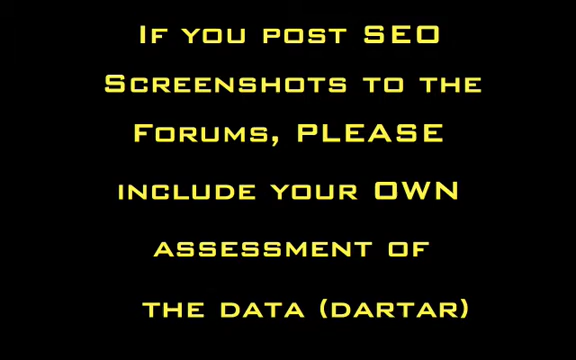 If you post SEO
Screenshots to the
Forums, PLEASE
include your OWN
assessment of
the data (dartar)